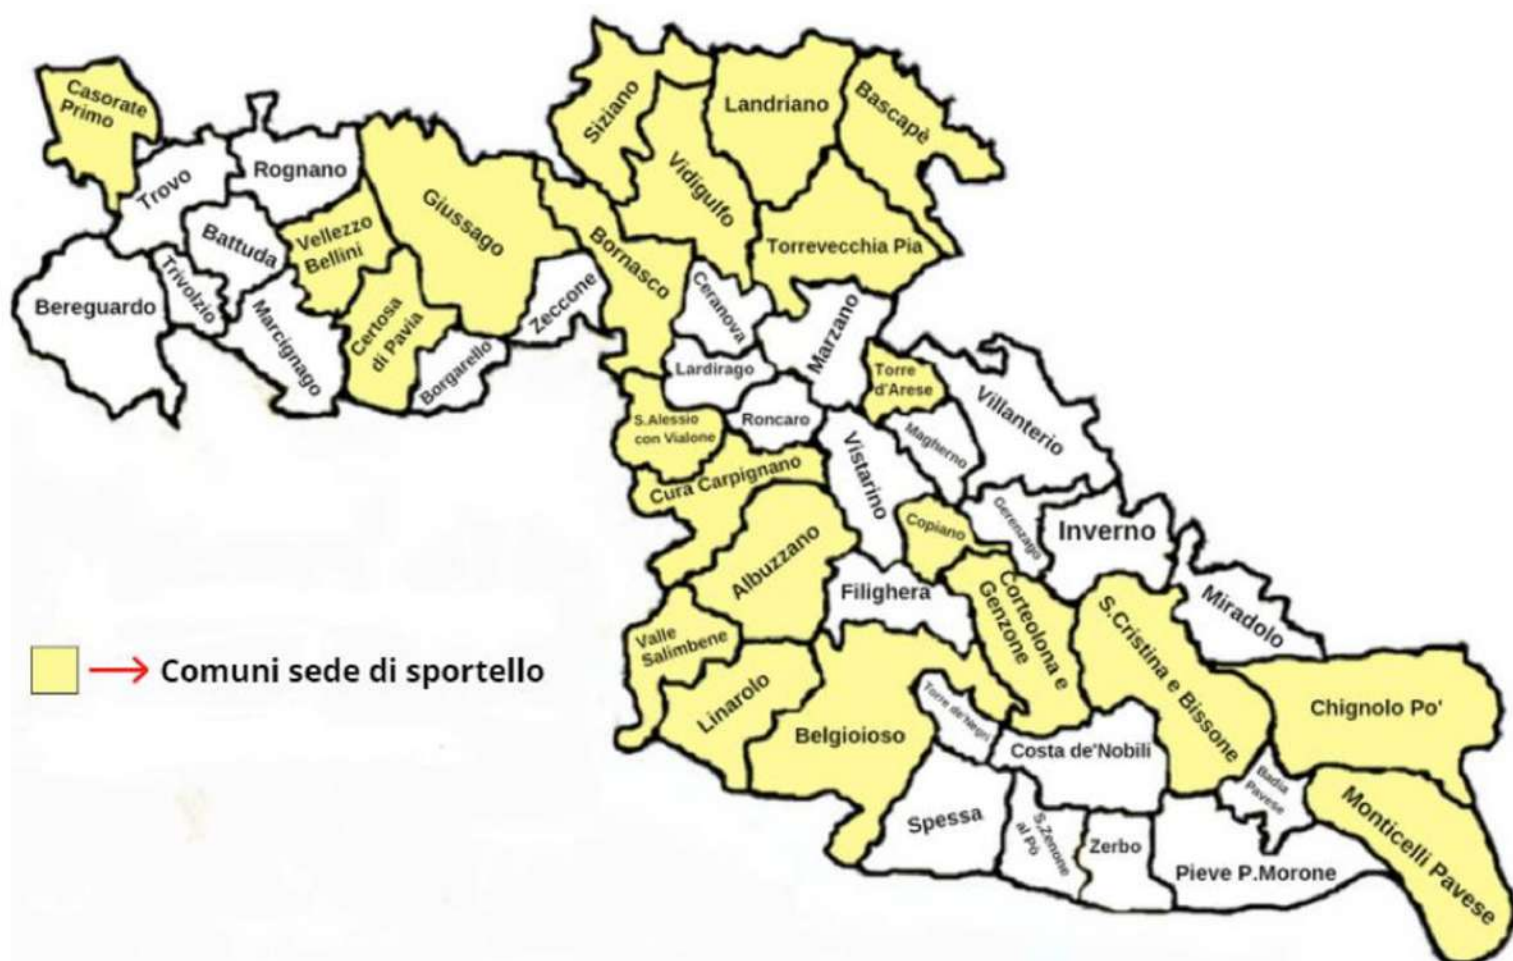 Casorate
Primo
Trovo
Rognano
Battuda
Vellezzo
Bellini
Giussago
Bereguardo
Trivolzio
Marcignago
Certosa
di Pavia
Borgarello
Zeccone
Siziano
Vidigulfo
Landriano
Bascapè
Bornasco
Torrevecchia Pia
Ceranova
Marzano
Lardirago
Roncaro
Torre
d'Arese
Magherno
Villanterio
S.Alessio
con Vialone
Cura Carpignano
Vistarino
Copiano
Gerenzago
Inverno
Albuzzano
Filighera
Corteolona e
Genzone
S.Cristina e Bissone
Miradolo
Valle
Salimbene
Linarolo
Belgioioso
Torre de'Negri
Costa de'Nobili
Chignolo Po'
Badia
Pavese
Monticelli Pavese
Spessa
S.Zenone
al Pò
Zerbo
Pieve P.Morone
→ Comuni sede di sportello